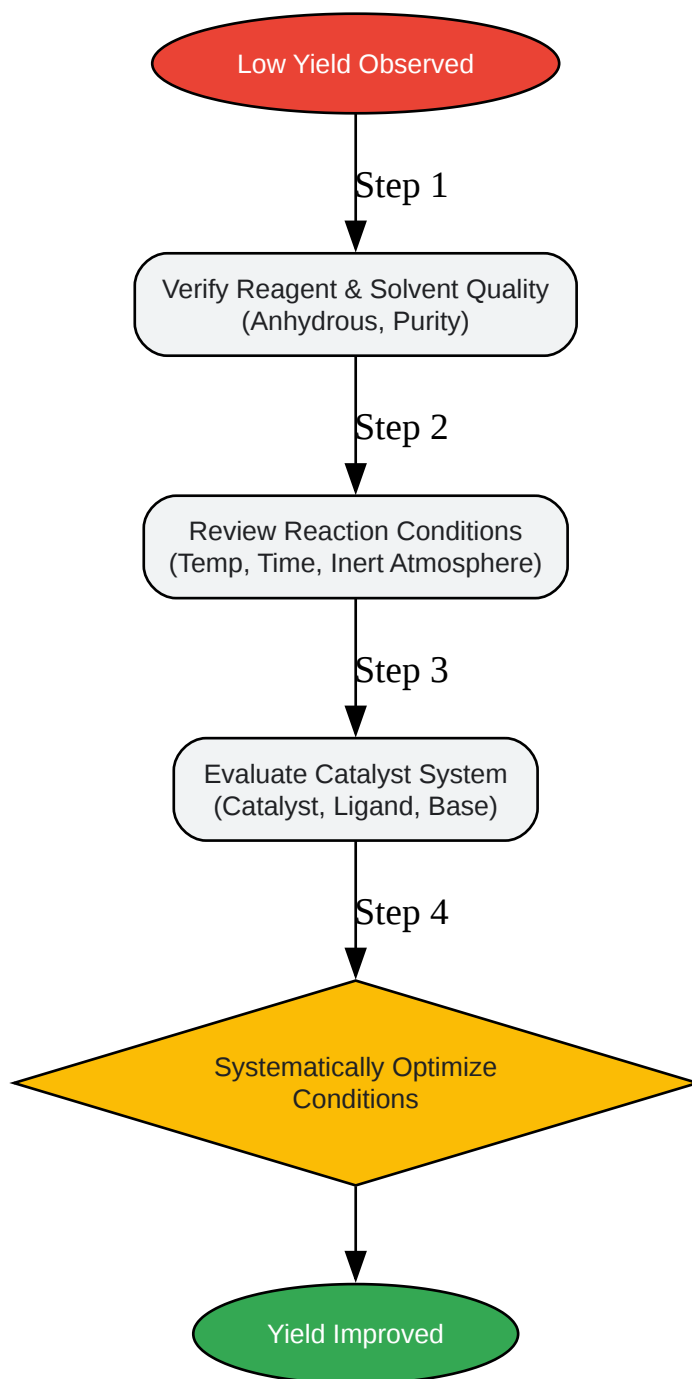 Low Yield Observed
Step 1
Verify Reagent & Solvent Quality
(Anhydrous, Purity)
Step 2
Review Reaction Conditions
(Temp, Time, Inert Atmosphere)
Step 3
Evaluate Catalyst System
(Catalyst, Ligand, Base)
Step 4
Systematically Optimize
Conditions
Yield Improved